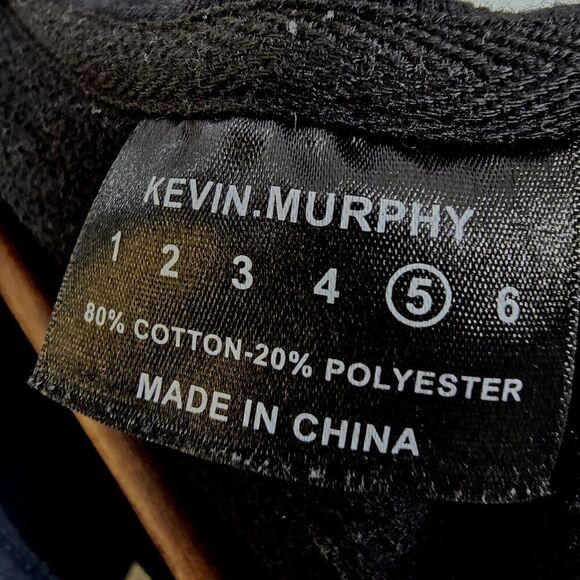 KEVIN.MURPHY
1 2 3 4 5 6
80% COTTON-20% POLYESTER
MADE IN CHINA